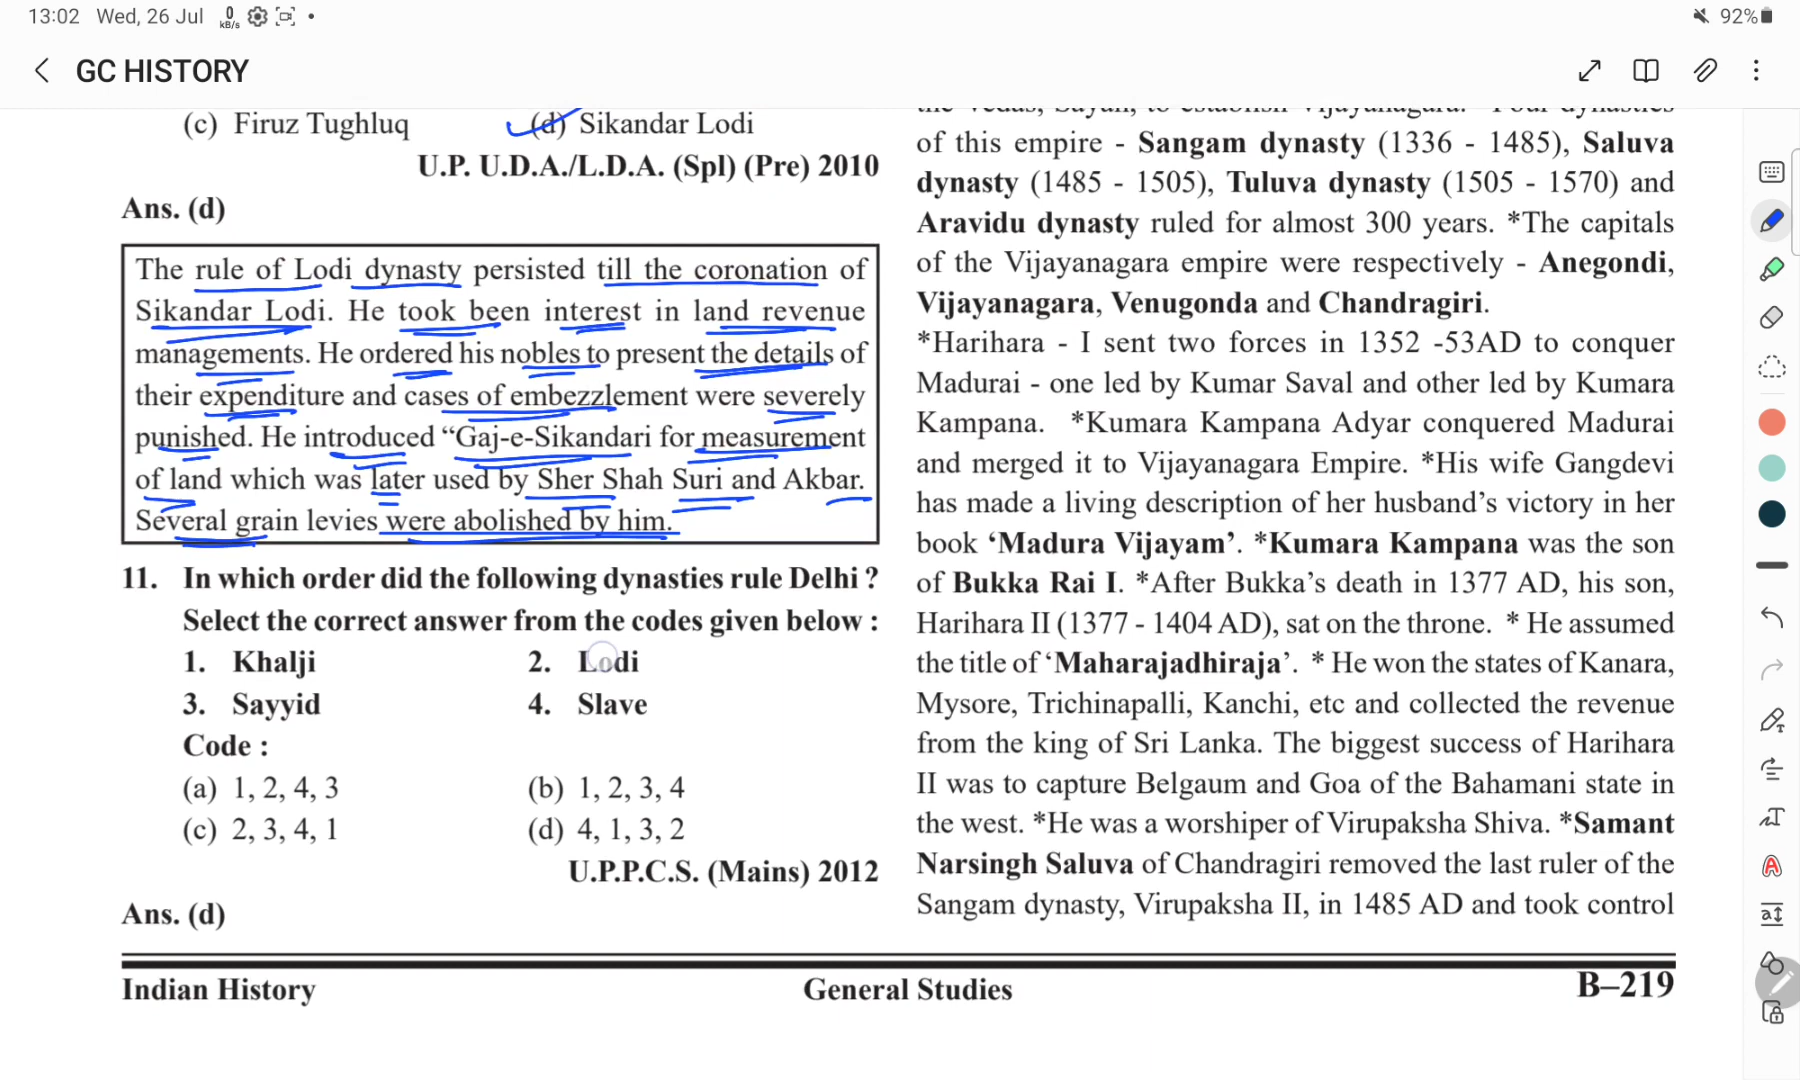 13:02 Wed, 26 Jul 0 kB/s 92%
GC HISTORY
(c) Firuz Tughluq (d) Sikandar Lodi
U.P. U.D.A./L.D.A. (Spl) (Pre) 2010
Ans. (d)
The rule of Lodi dynasty persisted till the coronation of
Sikandar Lodi. He took been interest in land revenue
managements. He ordered his nobles to present the details of
their expenditure and cases of embezzlement were severely
punished. He introduced “Gaj-e-Sikandari for measurement
of land which was later used by Sher Shah Suri and Akbar.
Several grain levies were abolished by him.
11. In which order did the following dynasties rule Delhi ?
Select the correct answer from the codes given below :
1. Khalji 2. Lodi
3. Sayyid 4. Slave
Code :
(a) 1, 2, 4, 3 (b) 1, 2, 3, 4
(c) 2, 3, 4, 1 (d) 4, 1, 3, 2
U.P.P.C.S. (Mains) 2012
Ans. (d)
the Vedas, Sayan, to establish Vijayanagara. * Four dynasties
of this empire - Sangam dynasty (1336 - 1485), Saluva
dynasty (1485 - 1505), Tuluva dynasty (1505 - 1570) and
Aravidu dynasty ruled for almost 300 years. *The capitals
of the Vijayanagara empire were respectively - Anegondi,
Vijayanagara, Venugonda and Chandragiri.
*Harihara - I sent two forces in 1352 -53AD to conquer
Madurai - one led by Kumar Saval and other led by Kumara
Kampana. *Kumara Kampana Adyar conquered Madurai
and merged it to Vijayanagara Empire. *His wife Gangdevi
has made a living description of her husband’s victory in her
book ‘Madura Vijayam’. *Kumara Kampana was the son
of Bukka Rai I. *After Bukka’s death in 1377 AD, his son,
Harihara II (1377 - 1404 AD), sat on the throne. * He assumed
the title of ‘Maharajadhiraja’. * He won the states of Kanara,
Mysore, Trichinapalli, Kanchi, etc and collected the revenue
from the king of Sri Lanka. The biggest success of Harihara
II was to capture Belgaum and Goa of the Bahamani state in
the west. *He was a worshiper of Virupaksha Shiva. *Samant
Narsingh Saluva of Chandragiri removed the last ruler of the
Sangam dynasty, Virupaksha II, in 1485 AD and took control
Indian History General Studies B–219